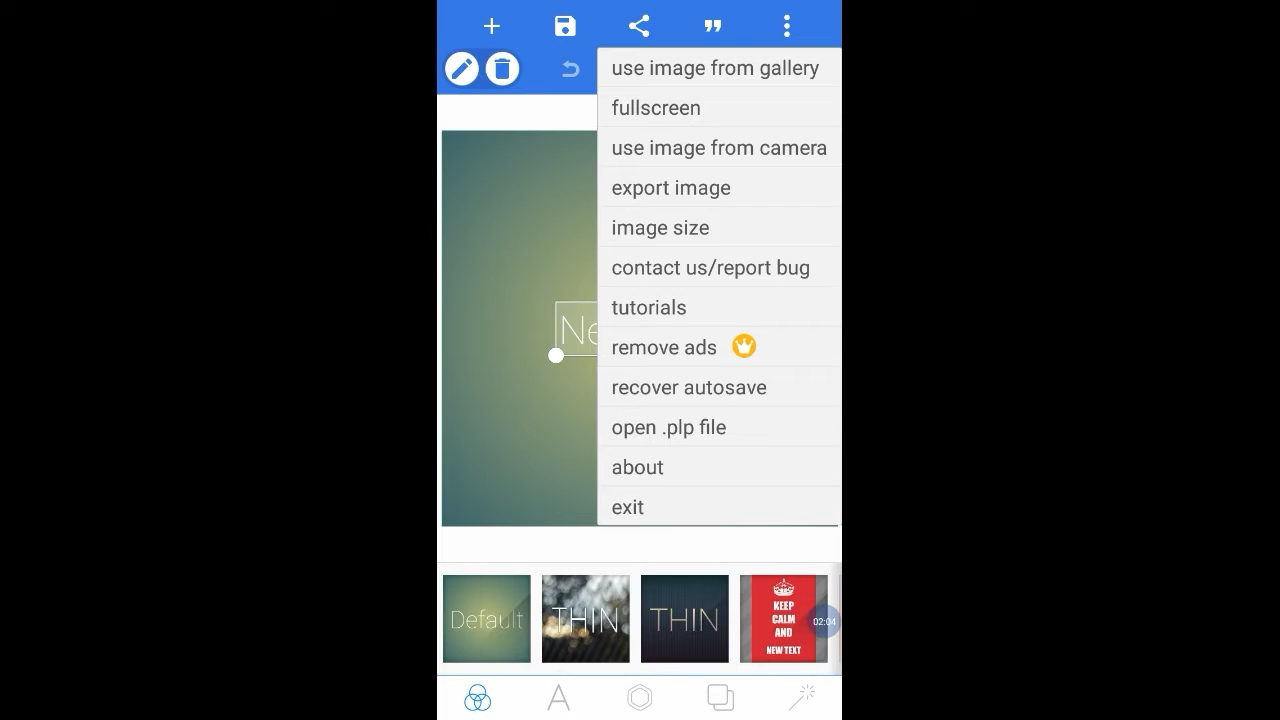 use image from gallery
fullscreen
use image from camera
export image
image size
contact us/report bug
tutorials
remove ads
recover autosave
open .plp file
about
exit
Ne
Default
THIN
THIN
KEEP
CALM
AND
NEW TEXT
02:04
A